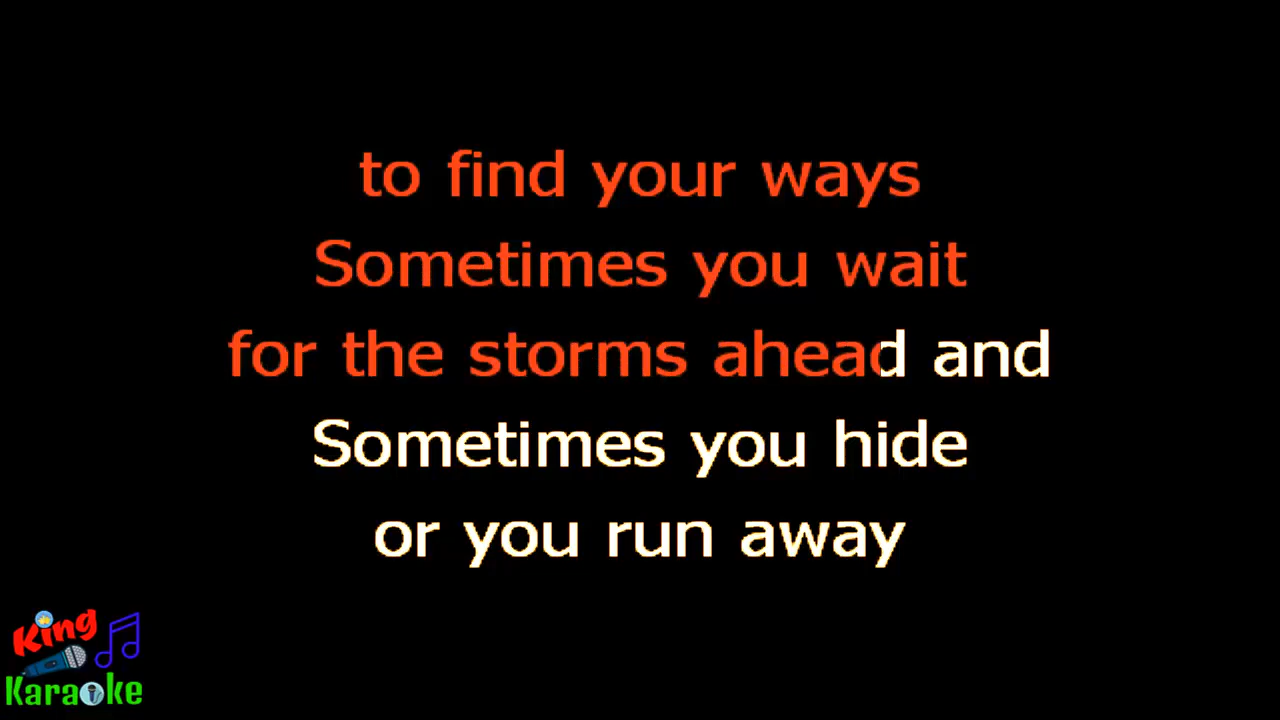 to find your ways
Sometimes you wait
for the storms ahead and
Sometimes you hide
or you run away
King
Karaoke